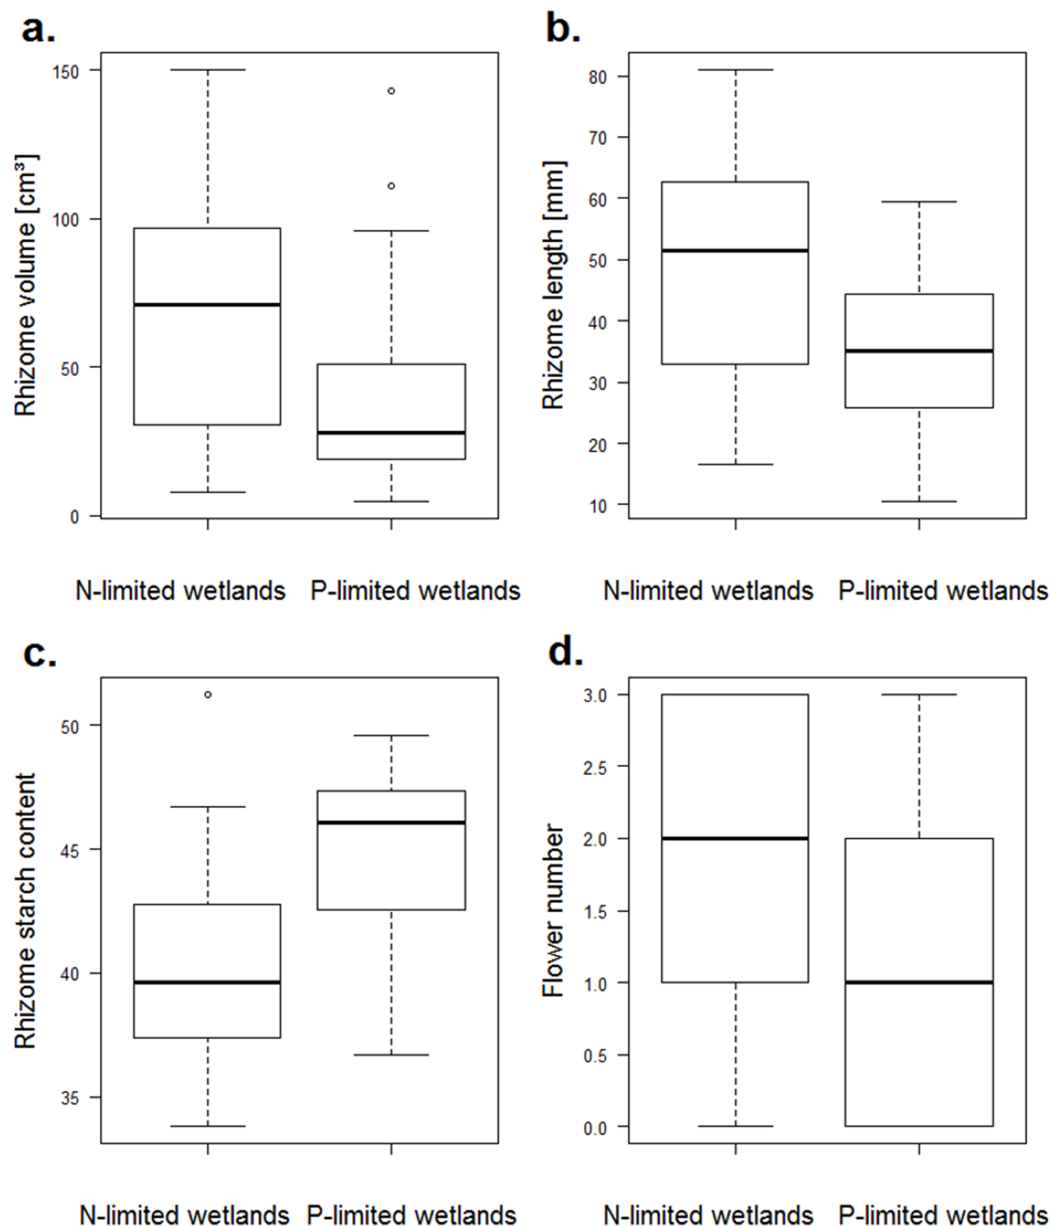 a.
Rhizome volume [cm³]
150
100
50
0
N-limited wetlands P-limited wetlands
b.
Rhizome length [mm]
80
70
60
50
40
30
20
10
N-limited wetlands P-limited wetlands
c.
Rhizome starch content
50
45
40
35
N-limited wetlands P-limited wetlands
d.
Flower number
3.0
2.5
2.0
1.5
1.0
0.5
0.0
N-limited wetlands P-limited wetlands